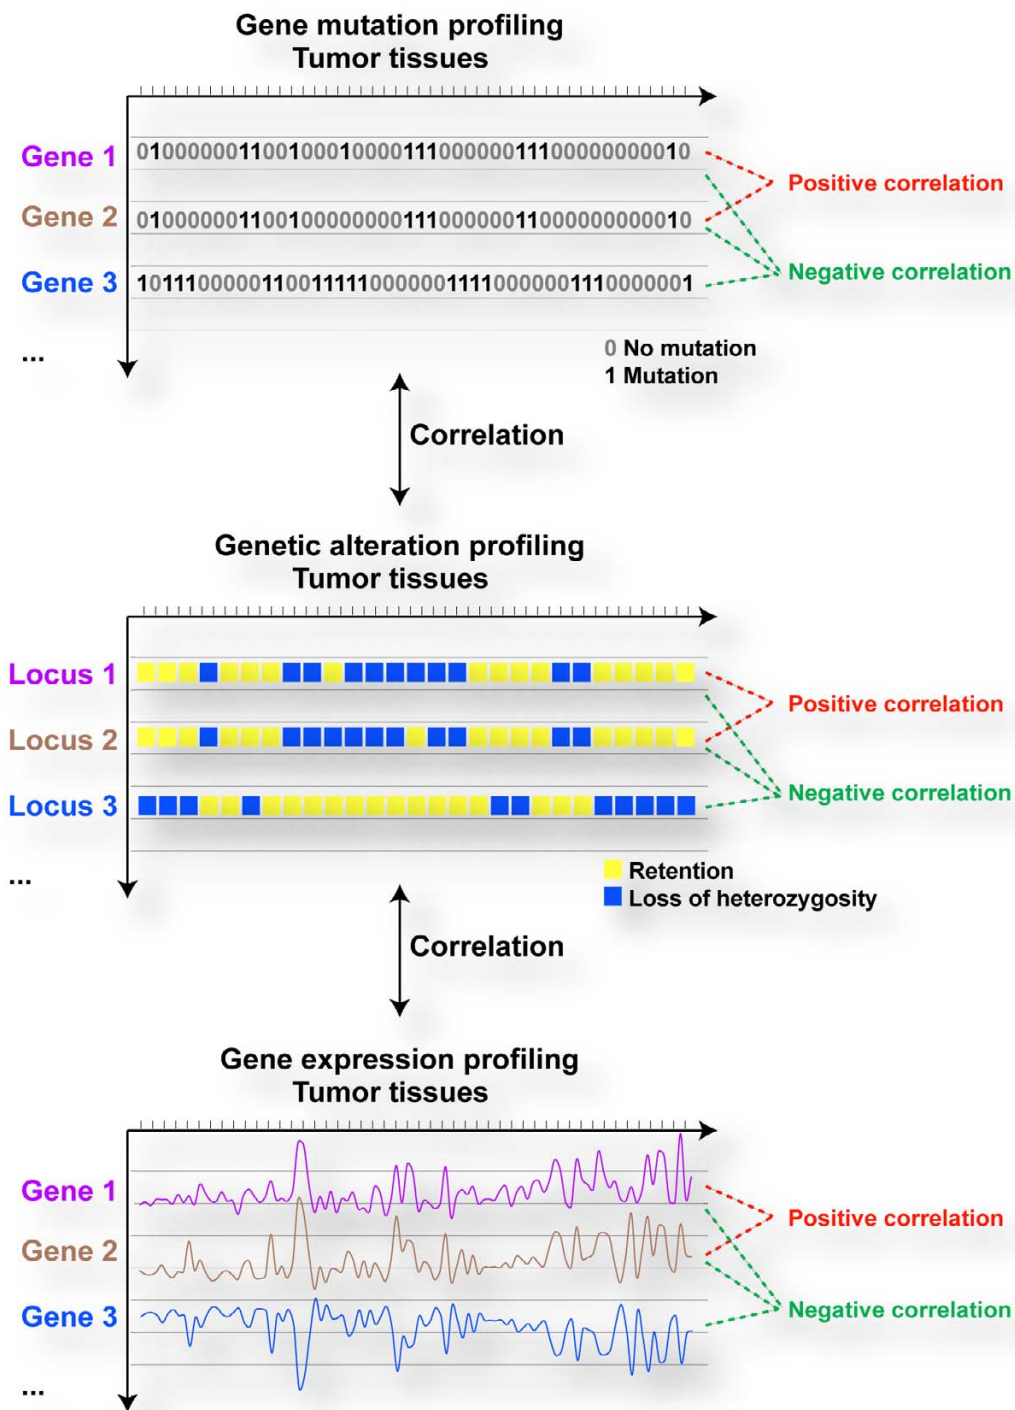 Gene mutation profiling
Tumor tissues
Gene 1 01000000110010001000011100000011100000000010
Positive correlation
Gene 2 01000000110010000000011100000011000000000010
Negative correlation
Gene 3 101110000011001111100000011110000001110000001
...
0 No mutation
1 Mutation
Correlation
Genetic alteration profiling
Tumor tissues
Locus 1
Positive correlation
Locus 2
Negative correlation
Locus 3
...
Retention
Loss of heterozygosity
Correlation
Gene expression profiling
Tumor tissues
Gene 1
Positive correlation
Gene 2
Negative correlation
Gene 3
...